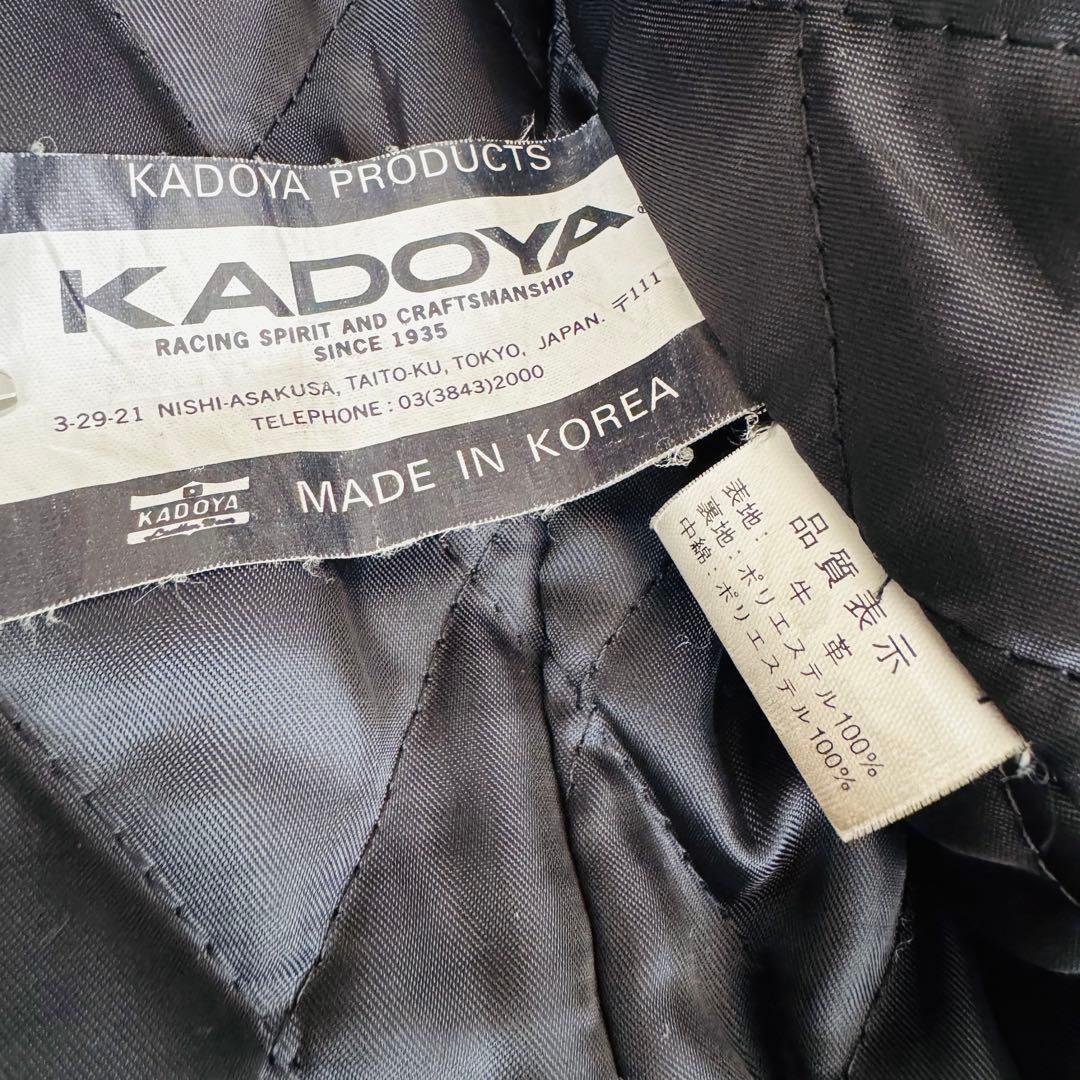 KADOYA PRODUCTS
KADOYA®
RACING SPIRIT AND CRAFTSMANSHIP
SINCE 1935
3-29-21 NISHI-ASAKUSA, TAITO-KU, TOKYO, JAPAN. 〒111
TELEPHONE : 03(3843)2000
KADOYA
MADE IN KOREA
品質表示
表地: 牛革
裏地:ポリエステル100%
中綿:ポリエステル100%